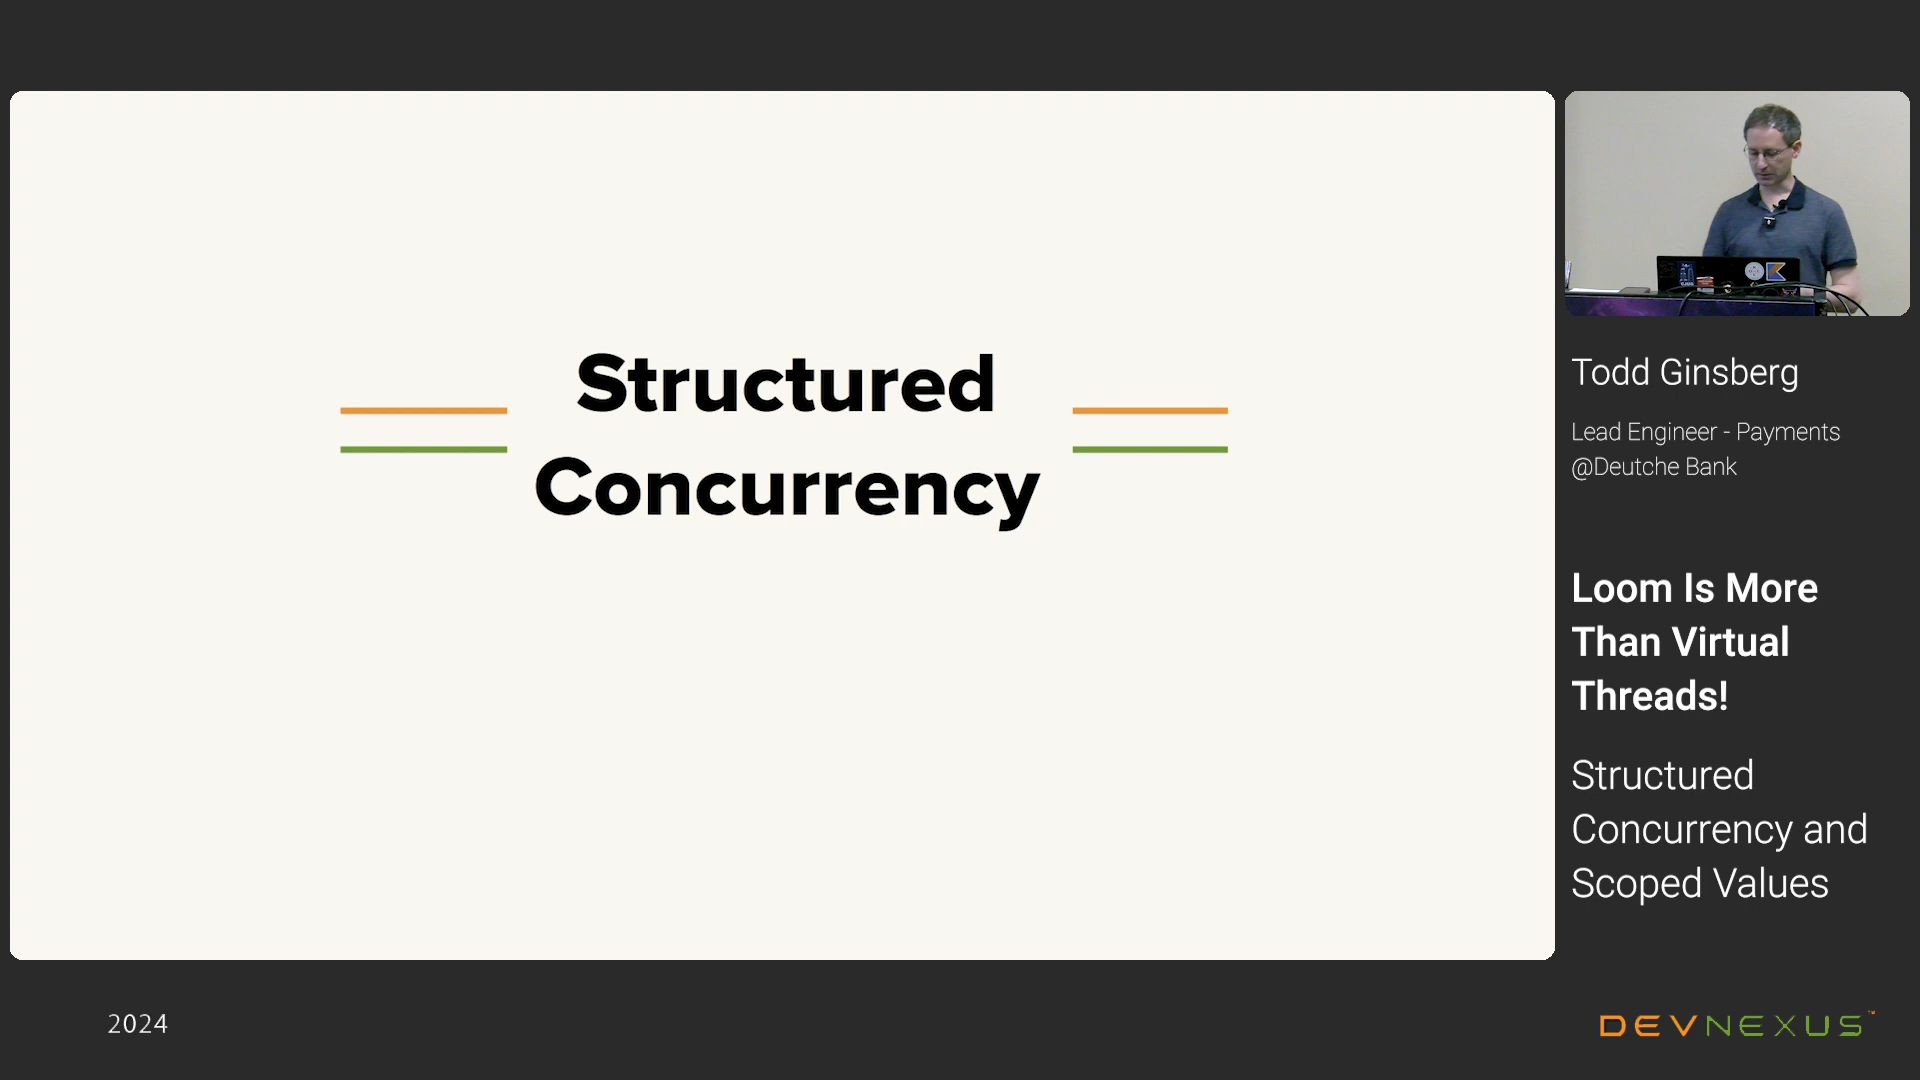 Structured
Concurrency
Todd Ginsberg
Lead Engineer - Payments
@Deutche Bank
Loom Is More
Than Virtual
Threads!
Structured
Concurrency and
Scoped Values
2024
DEVNEXUS™